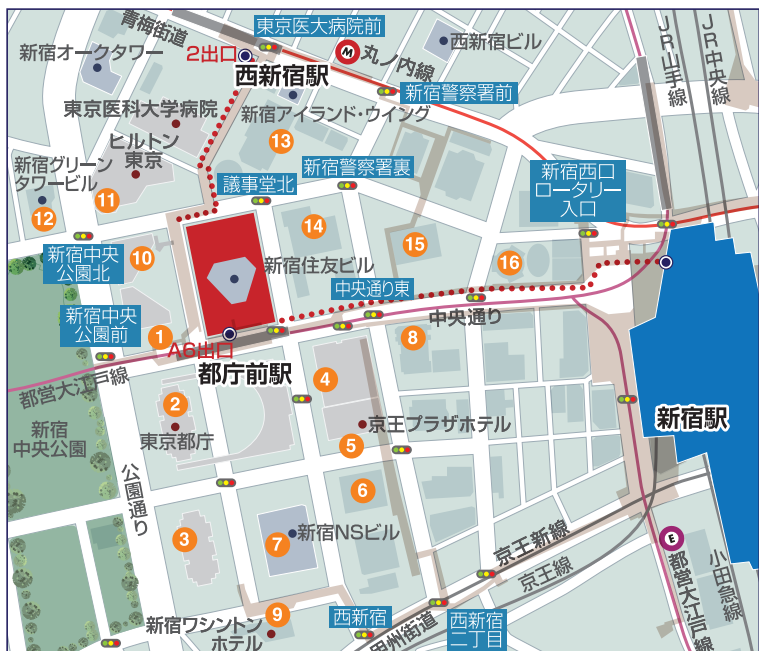 青梅街道
東京医大病院前
西新宿ビル
JR山手線
JR中央線
新宿オークタワー
2出口
M
丸ノ内線
西新宿駅
新宿警察署前
東京医科大学病院
新宿アイランド・ウイング
ヒルトン
東京
13
新宿警察署裏
新宿西口
ロータリー
入口
新宿グリーン
タワービル
議事堂北
11
12
14
15
16
10
新宿中央
公園北
新宿住友ビル
中央通り東
新宿中央
公園前
中央通り
1
A6出口
8
都営大江戸線
都庁前駅
4
2
新宿駅
京王プラザホテル
新宿
中央公園
東京都庁
5
公園通り
6
3
7
新宿NSビル
京王新線
京王線
E
都営大江戸線
小田急線
9
新宿ワシントン
ホテル
西新宿
甲州街道
西新宿
二丁目